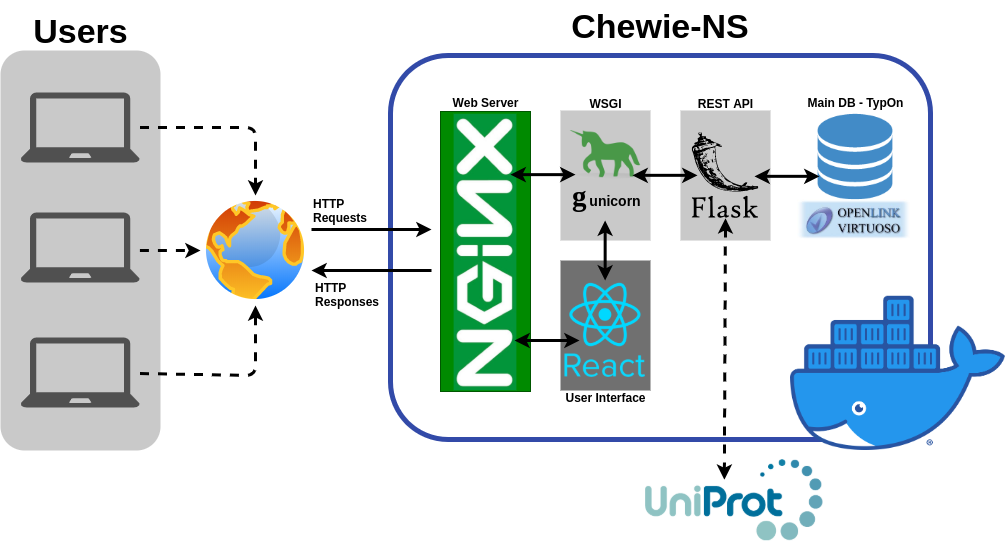 Users
Chewie-NS
Web Server
WSGI
REST API
Main DB - TypOn
HTTP
Requests
HTTP
Responses
NGINX
gunicorn
Flask
OPENLINK
VIRTUOSO
React
User Interface
UniProt